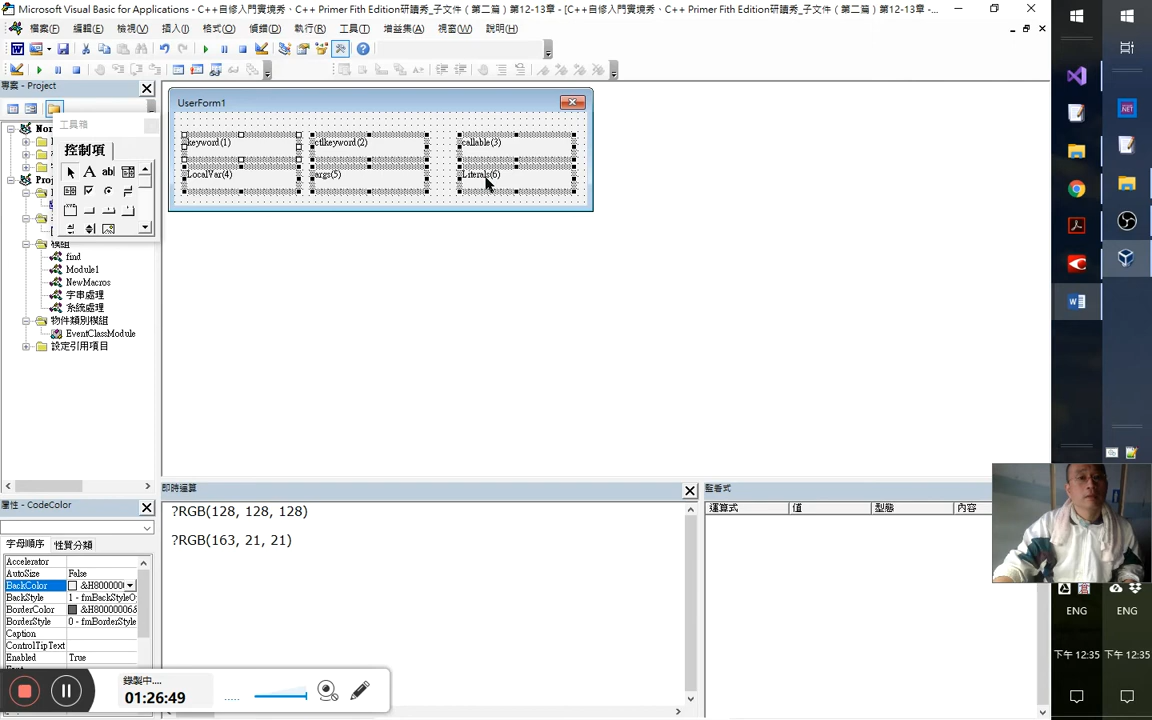 Microsoft Visual Basic for Applications - C++自修入門實境秀、C++ Primer Fith Edition研讀秀_子文件（第二篇）第12-13章 - [C++自修入門實境秀、C++ Primer Fith Edition研讀秀_子文件（第二篇）第12-13章 - ...
檔案(F) 編輯(E) 檢視(V) 插入(I) 格式(O) 偵錯(D) 執行(R) 工具(T) 增益集(A) 視窗(W) 說明(H)
專案 - Project
Nor
工具箱
控制項
Proj
模組
find
Module1
NewMacros
字串處理
系統處理
物件類別模組
EventClassModule
設定引用項目
UserForm1
keyword(1) ctlkeyword(2) callable(3)
LocalVar(4) args(5) Literals(6)
屬性 - CodeColor
字母順序 性質分類
Accelerator
AutoSize False
BackColor &H800000
BackStyle 1 - fmBackStyleO
BorderColor &H80000006&
BorderStyle 0 - fmBorderStyle
Caption
ControlTipText
Enabled True
即時運算
?RGB(128, 128, 128)
?RGB(163, 21, 21)
監看式
運算式 值 型態 內容
錄製中....
01:26:49
.NET
ENG ENG
下午 12:35 下午 12:35